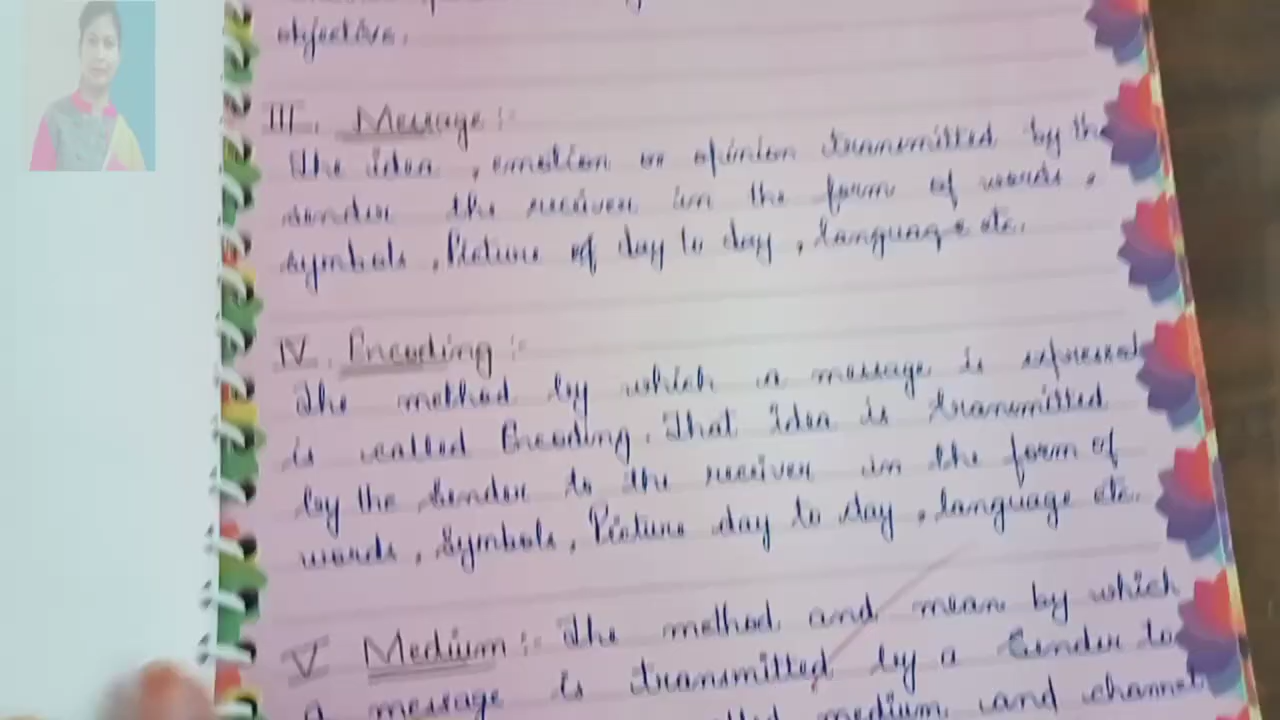 objective.
III. Message :-
The idea , emotion or opinion transmitted by the
sender the receiver in the form of words ,
symbols , Picture of day to day , language etc.
IV. Encoding :-
The method by which a message is expressed
is called Encoding . That idea is transmitted
by the Sender to the receiver in the form of
words , Symbols , Picture day to day , language etc.
V Medium :- The method and mean by which
a message is transmitted by a Sender to
medium and channel